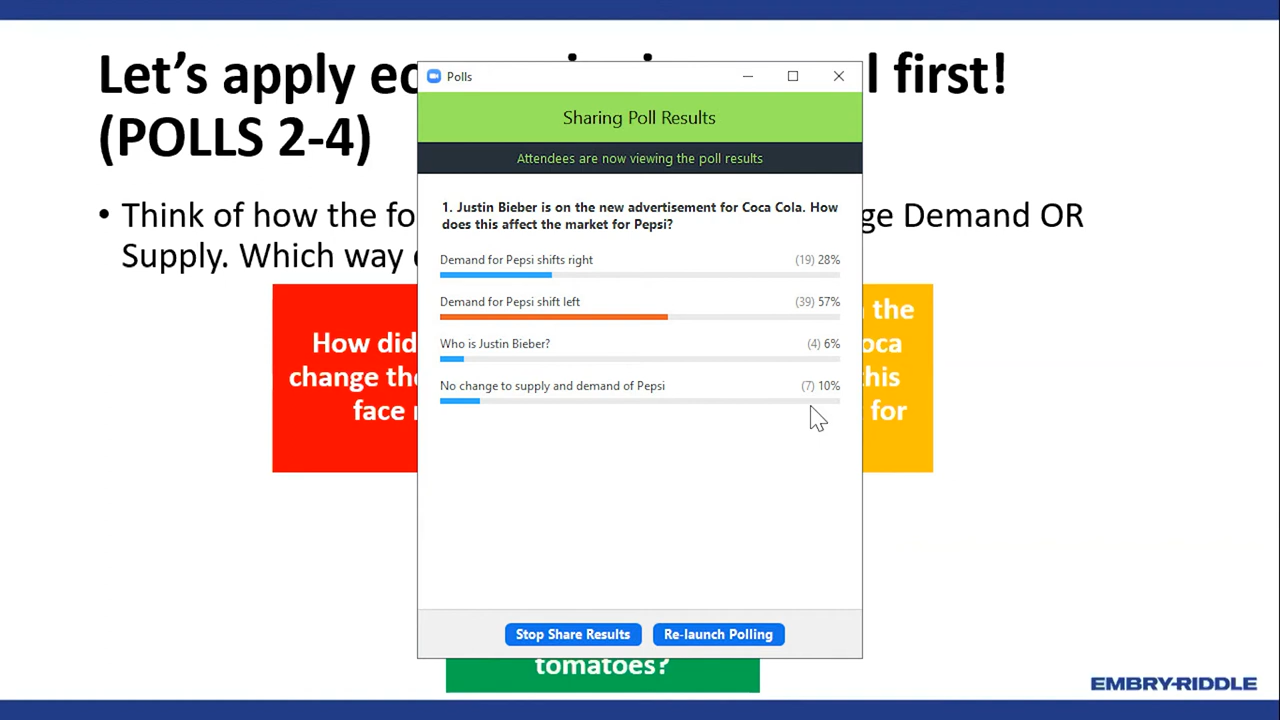 Let's apply
l first!
(POLLS 2-4)
• Think of how the
ge Demand OR
Supply. Which way
How did
change the
face
the
for
tomatoes?
Polls
Sharing Poll Results
Attendees are now viewing the poll results
1. Justin Bieber is on the new advertisement for Coca Cola. How
does this affect the market for Pepsi?
Demand for Pepsi shifts right (19) 28%
Demand for Pepsi shift left (39) 57%
Who is Justin Bieber? (4) 6%
No change to supply and demand of Pepsi (7) 10%
Stop Share Results Re-launch Polling
EMBRY-RIDDLE